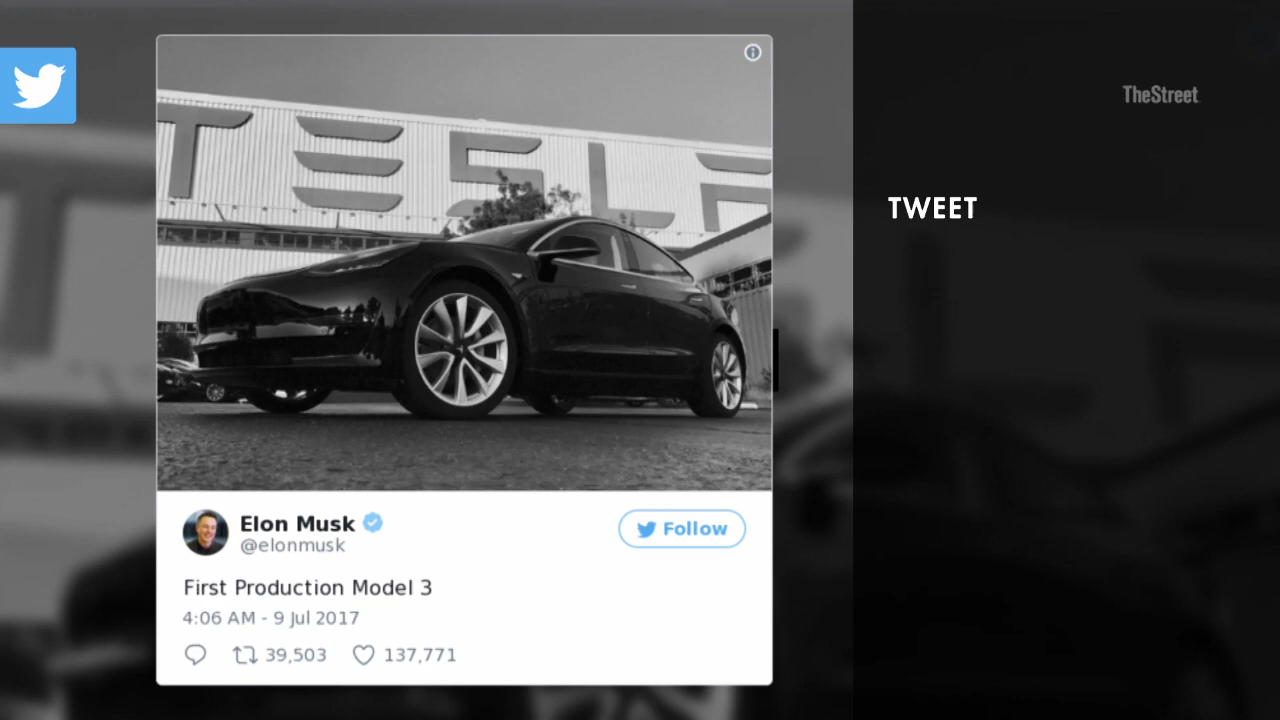 TESLA
TheStreet
TWEET
Elon Musk
@elonmusk
Follow
First Production Model 3
4:06 AM - 9 Jul 2017
39,503 137,771